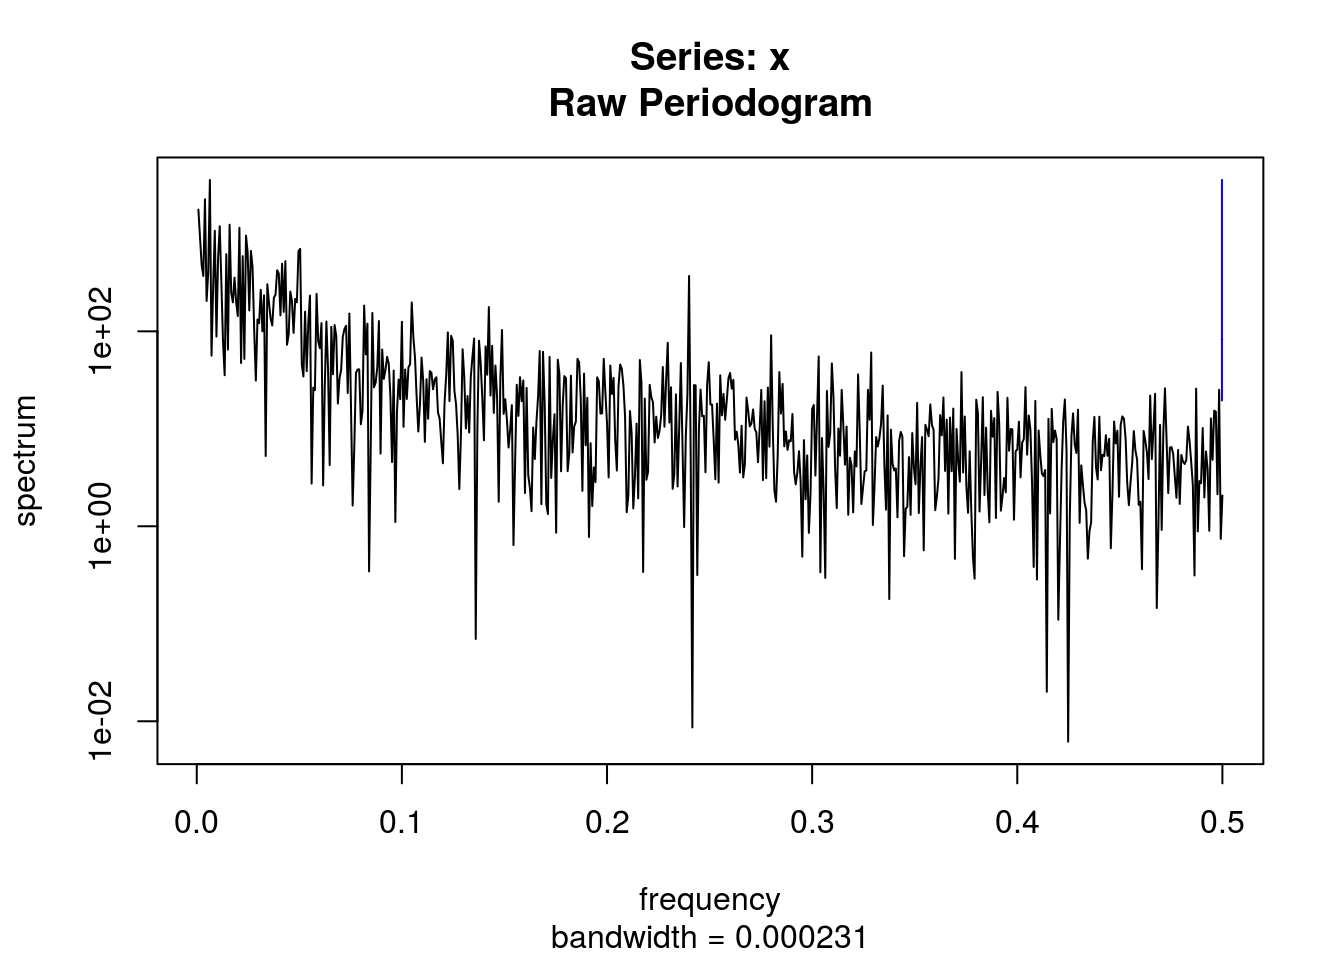 Series: x
Raw Periodogram
spectrum
1e+02
1e+00
1e-02
0.0 0.1 0.2 0.3 0.4 0.5
frequency
bandwidth = 0.000231